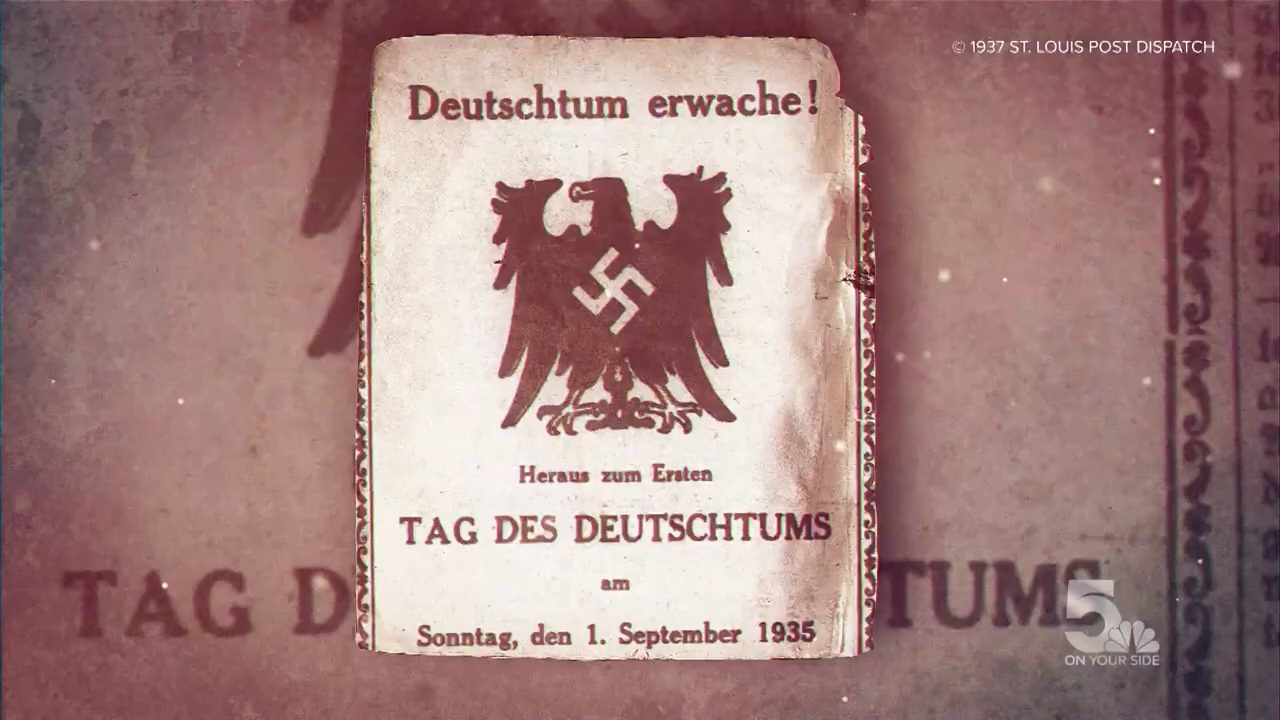 © 1937 ST. LOUIS POST DISPATCH
Deutschtum erwache!
Heraus zum Ersten
TAG DES DEUTSCHTUMS
am
Sonntag, den 1. September 1935
TAG D
TUMS
5
ON YOUR SIDE